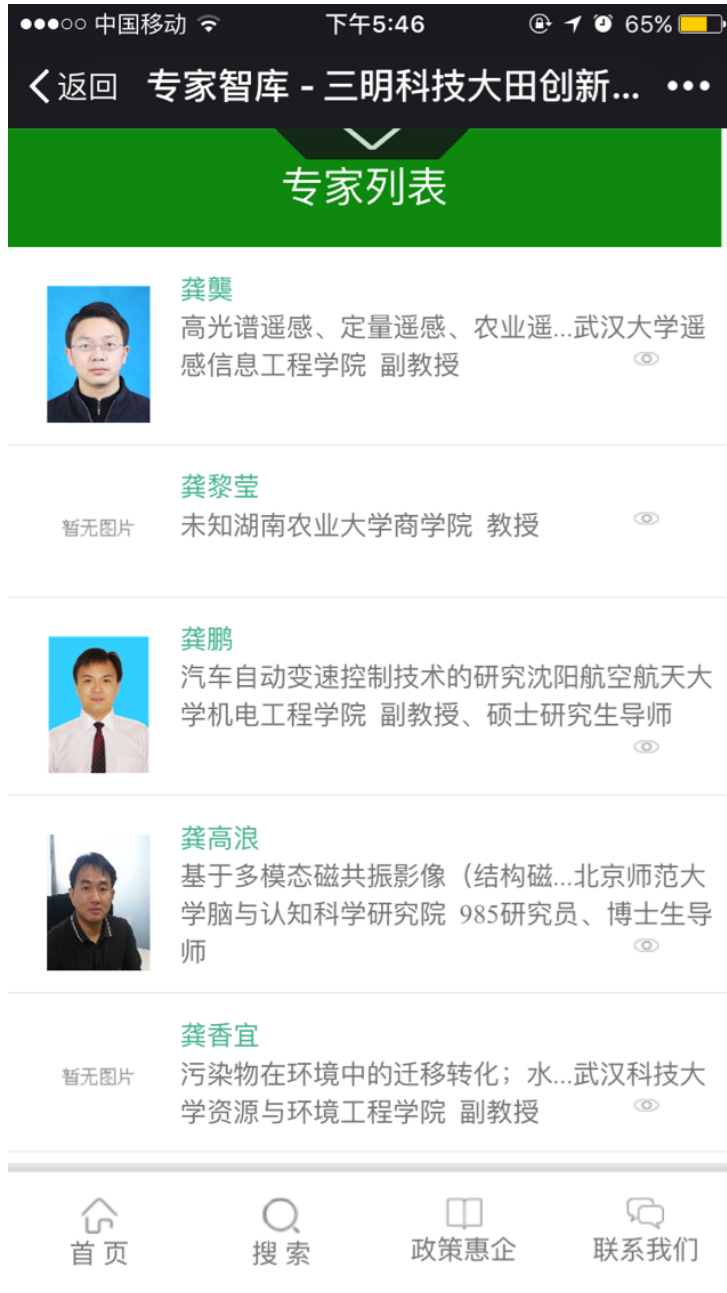 中国移动 下午5:46 65%
返回 专家智库 - 三明科技大田创新...
专家列表
龚龑
高光谱遥感、定量遥感、农业遥...武汉大学遥
感信息工程学院 副教授
龚黎莹
暂无图片
未知湖南农业大学商学院 教授
龚鹏
汽车自动变速控制技术的研究沈阳航空航天大
学机电工程学院 副教授、硕士研究生导师
龚高浪
基于多模态磁共振影像（结构磁...北京师范大
学脑与认知科学研究院 985研究员、博士生导
师
龚香宜
暂无图片
污染物在环境中的迁移转化；水...武汉科技大
学资源与环境工程学院 副教授
首 页 搜 索 政策惠企 联系我们